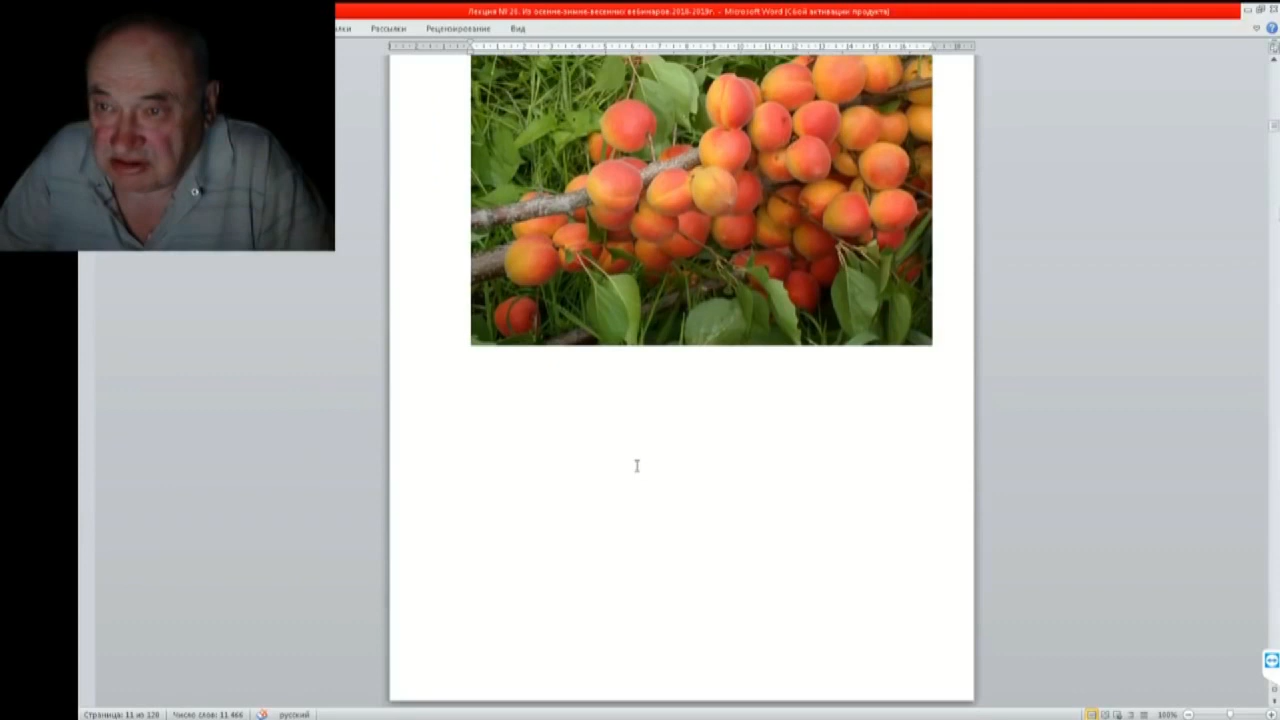 Лекция № 20. Из осенне-зимне-весенних вебинаров.2018-2019г. - Microsoft Word (Сбой активации продукта)
лки Рассылки Рецензирование Вид
Страница: 11 из 120 Число слов: 11 466 русский 100%